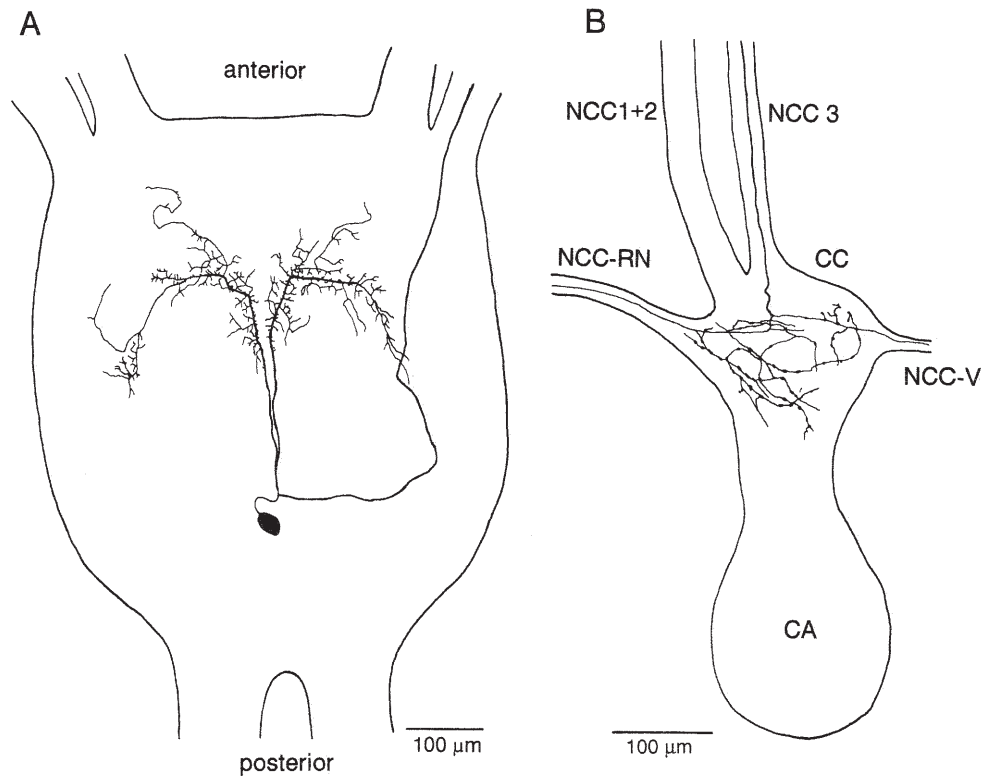 A
anterior
posterior
100 μm
B
NCC1+2
NCC 3
NCC-RN
CC
NCC-V
CA
100 μm